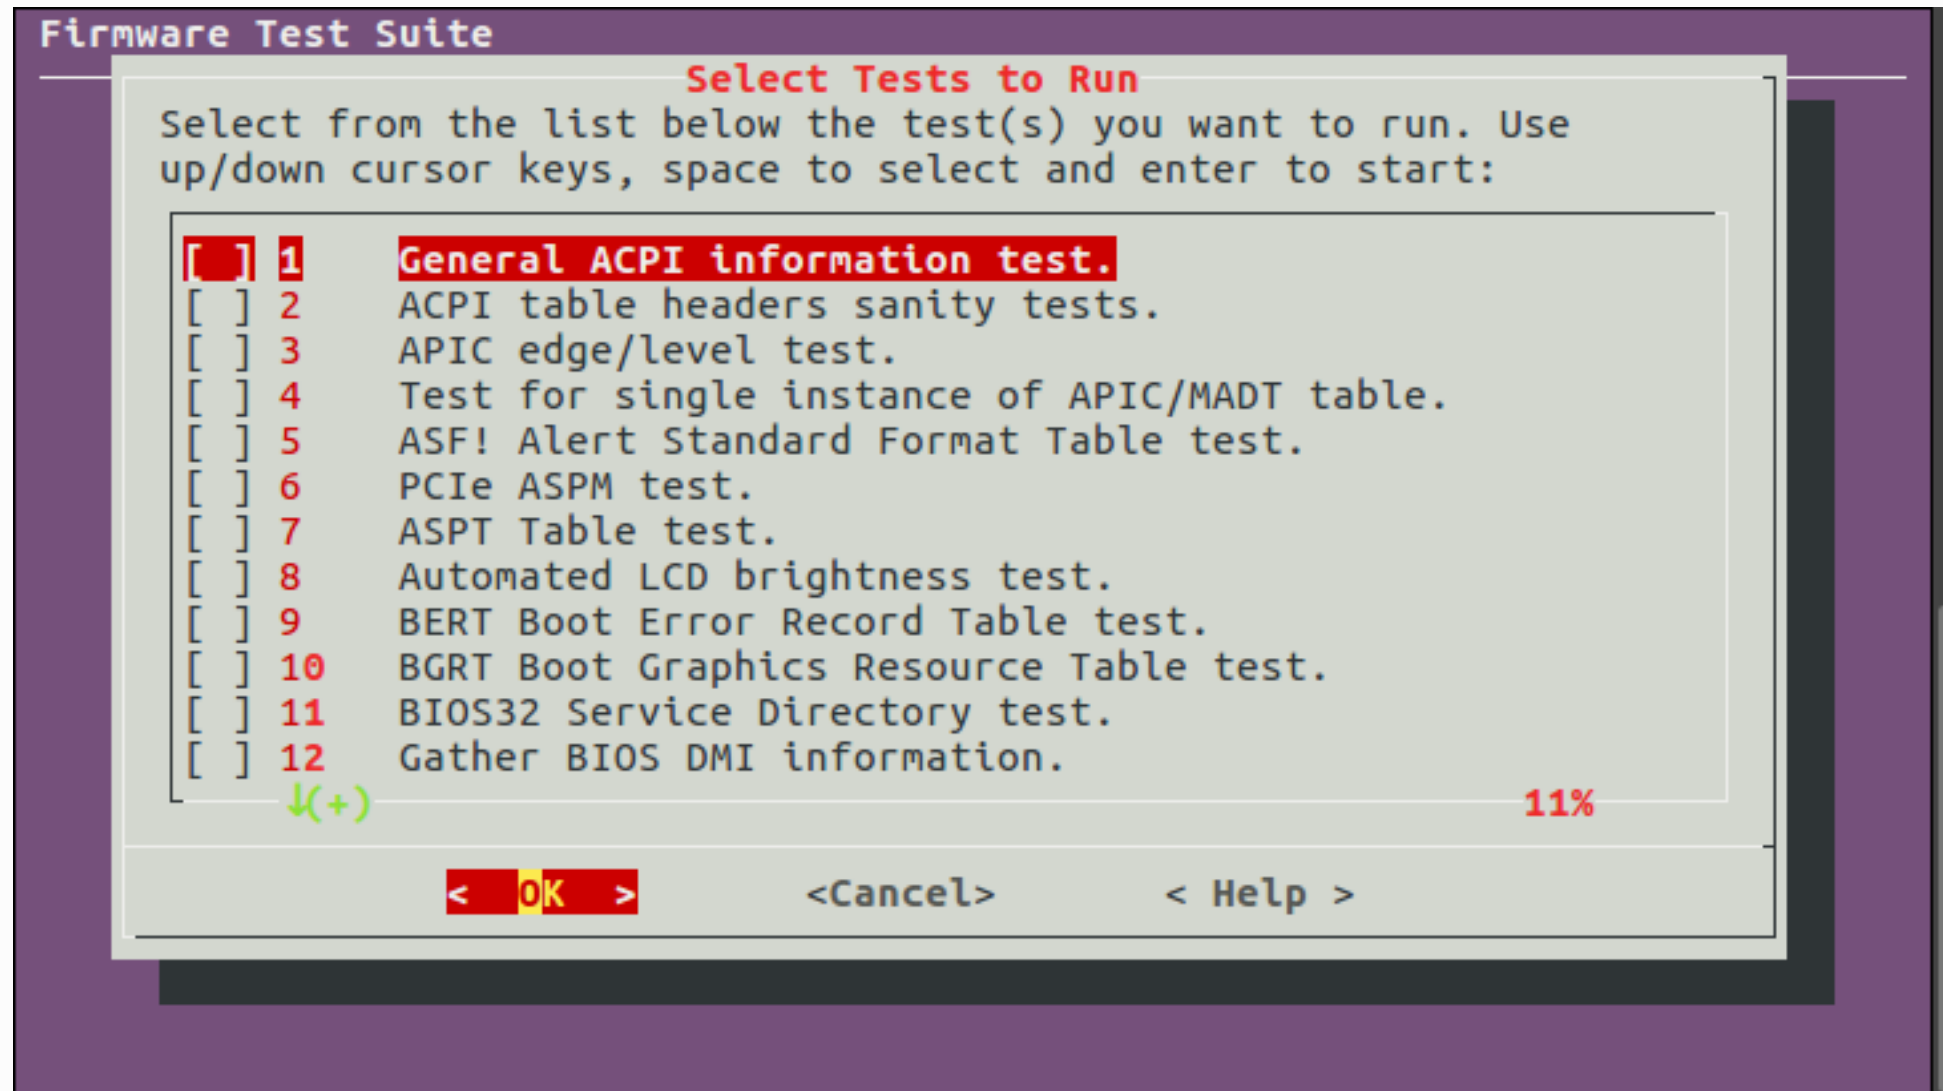 Firmware Test Suite
Select Tests to Run
Select from the list below the test(s) you want to run. Use
up/down cursor keys, space to select and enter to start:
[ ] 1 General ACPI information test.
[ ] 2 ACPI table headers sanity tests.
[ ] 3 APIC edge/level test.
[ ] 4 Test for single instance of APIC/MADT table.
[ ] 5 ASF! Alert Standard Format Table test.
[ ] 6 PCIe ASPM test.
[ ] 7 ASPT Table test.
[ ] 8 Automated LCD brightness test.
[ ] 9 BERT Boot Error Record Table test.
[ ] 10 BGRT Boot Graphics Resource Table test.
[ ] 11 BIOS32 Service Directory test.
[ ] 12 Gather BIOS DMI information.
↓(+) 11%
< OK > <Cancel> < Help >